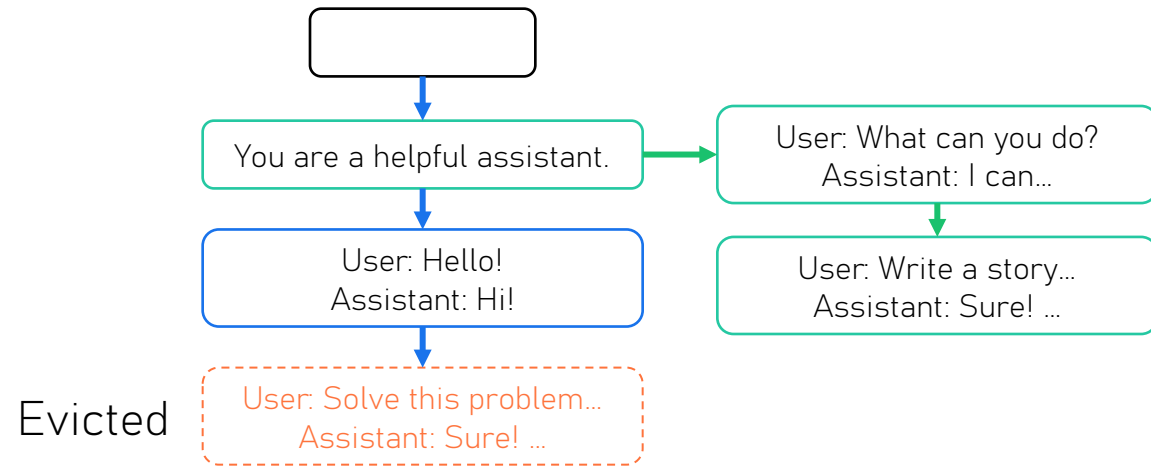 You are a helpful assistant.
User: What can you do?
Assistant: I can...
User: Hello!
Assistant: Hi!
User: Write a story...
Assistant: Sure! ...
Evicted
User: Solve this problem...
Assistant: Sure! ...